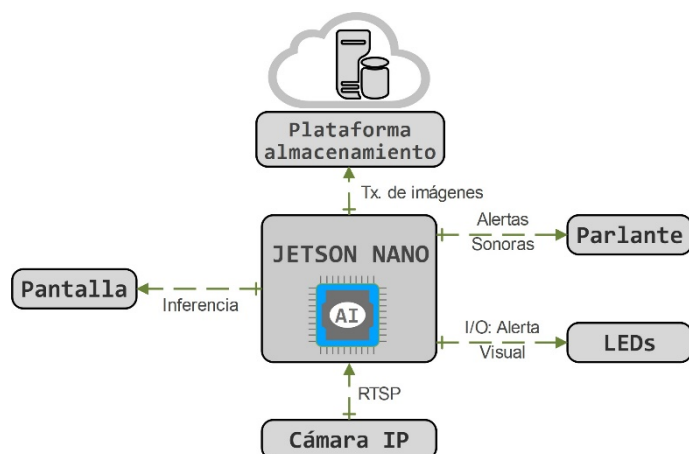 Plataforma
almacenamiento
Tx. de imágenes
JETSON NANO
AI
Alertas
Sonoras
Parlante
Pantalla
Inferencia
I/O: Alerta
Visual
LEDs
RTSP
Cámara IP